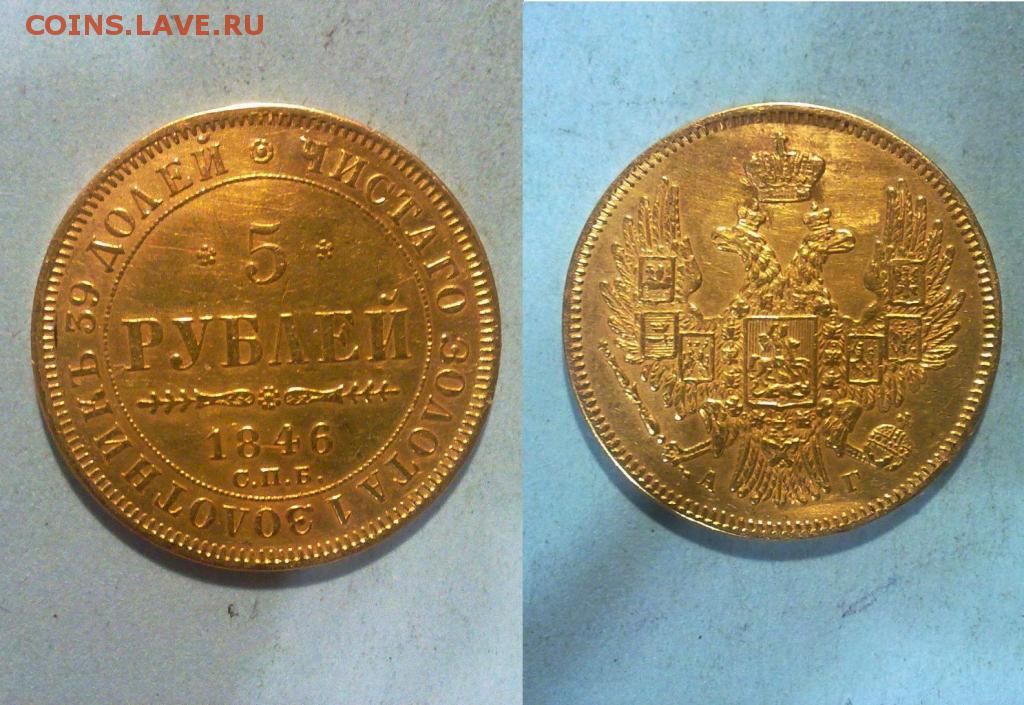 COINS.LAVE.RU
ЧИСТАГО ЗОЛОТА 1 ЗОЛОТНИКЪ 39 ДОЛЕЙ
5
РУБЛЕЙ
1846
С.П.Б.
А Г